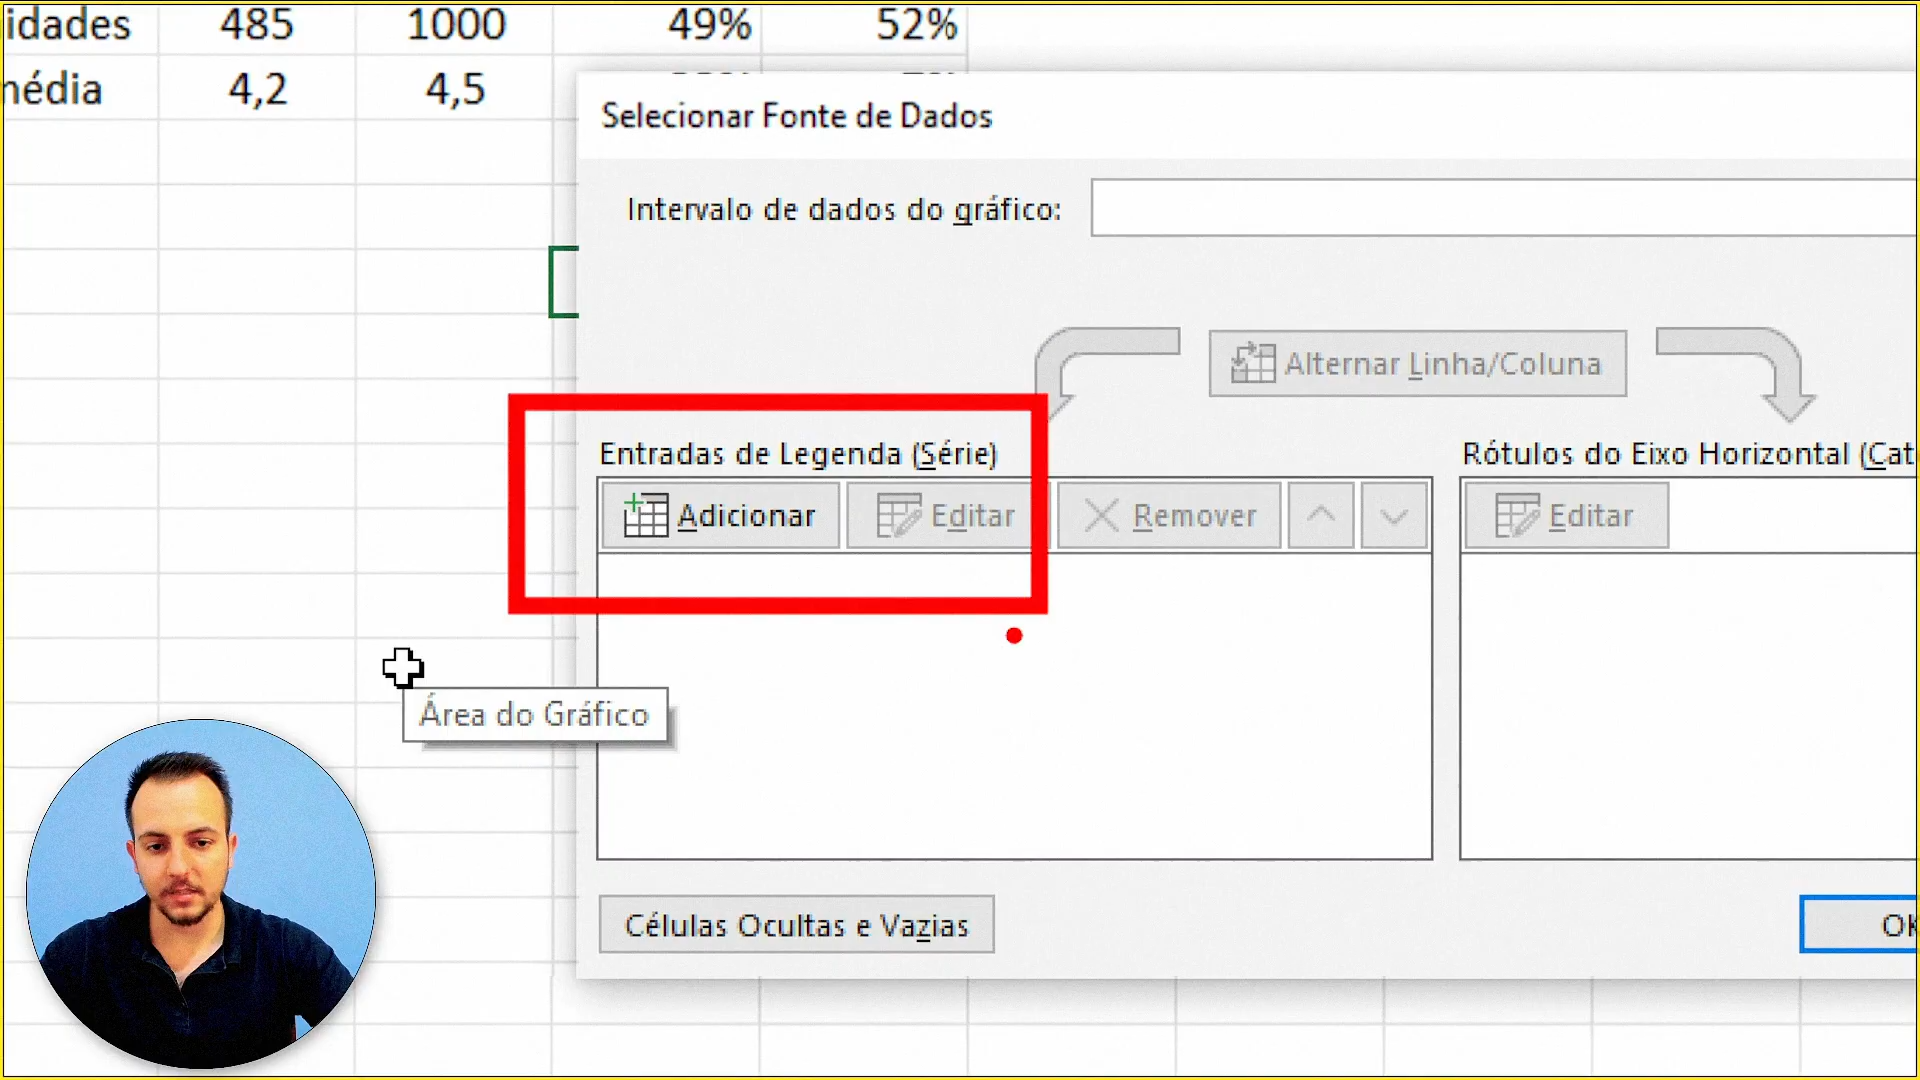 idades 485 1000 49% 52%
média 4,2 4,5
Selecionar Fonte de Dados
Intervalo de dados do gráfico:
Alternar Linha/Coluna
Entradas de Legenda (Série)
Rótulos do Eixo Horizontal (Cat
Adicionar
Editar
Remover
Editar
Área do Gráfico
Células Ocultas e Vazias
OK